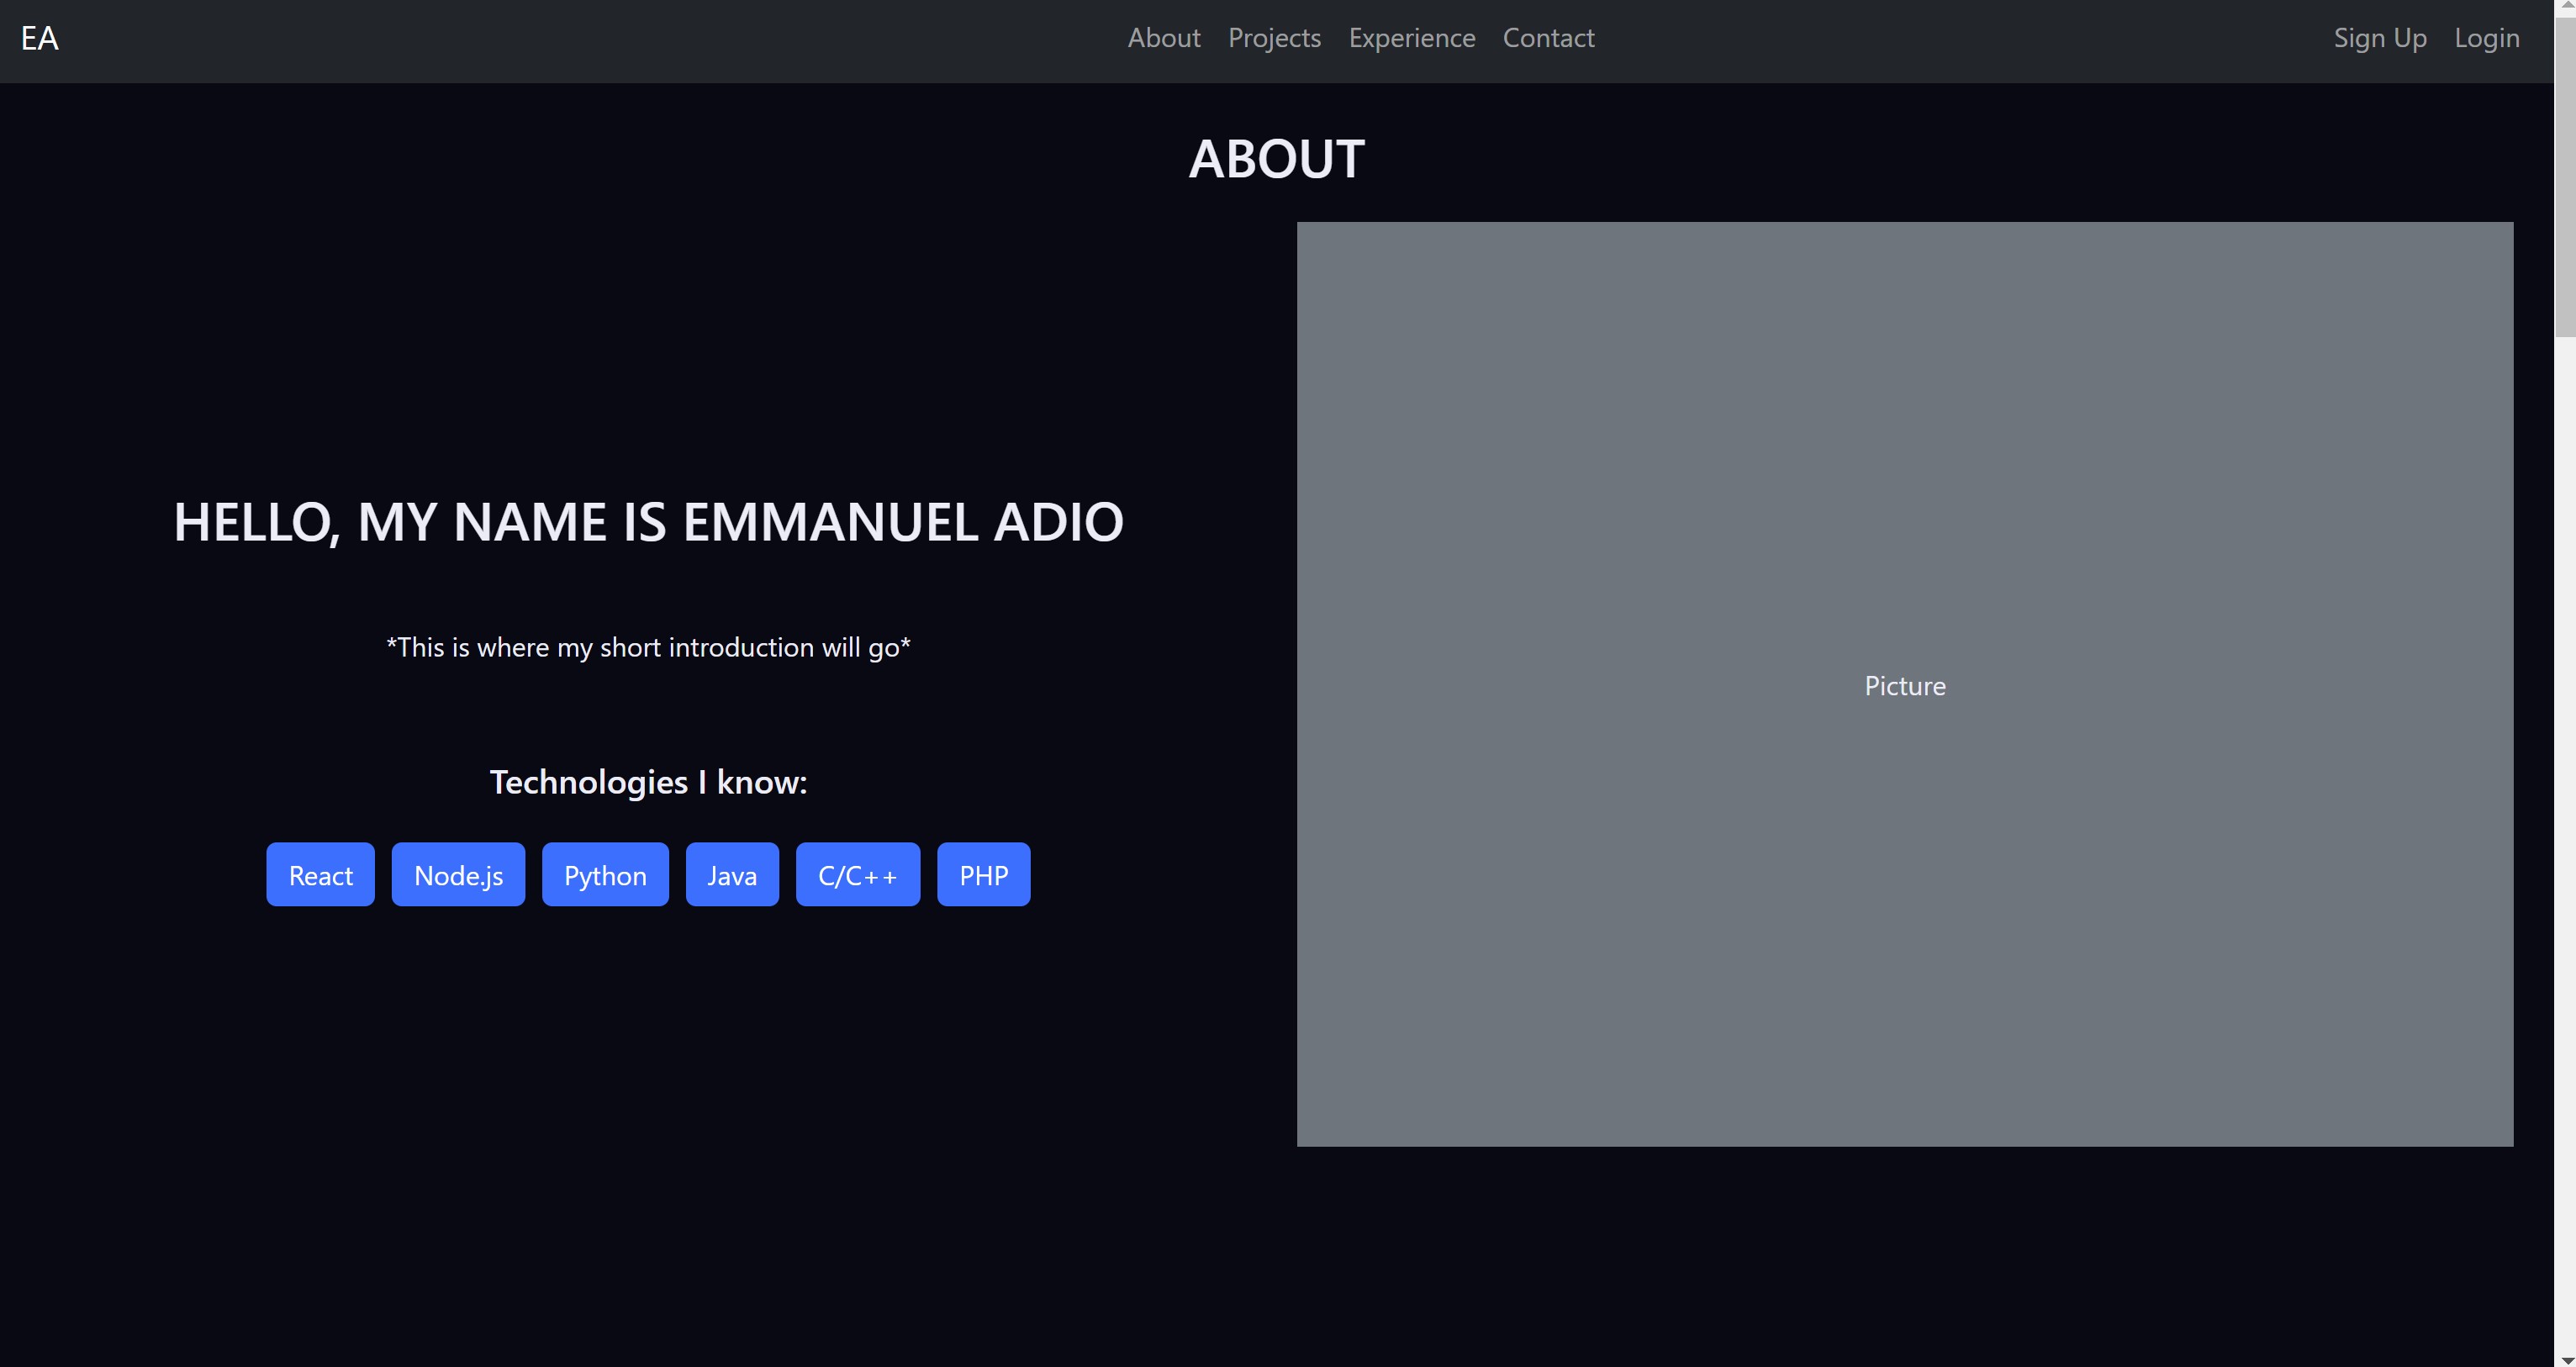 EA About Projects Experience Contact Sign Up Login
ABOUT
HELLO, MY NAME IS EMMANUEL ADIO
*This is where my short introduction will go*
Picture
Technologies I know:
React Node.js Python Java C/C++ PHP